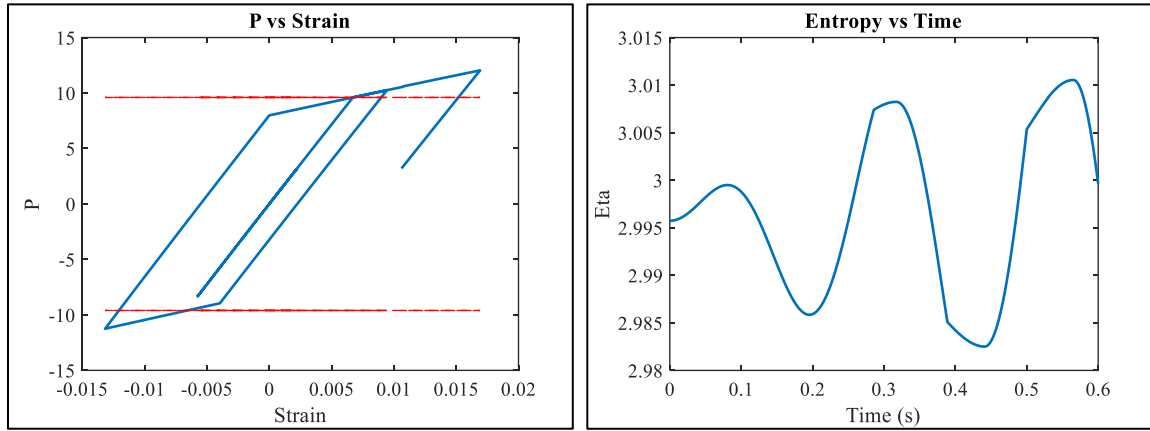 P vs Strain
15
10
5
0
-5
-10
-15
P
-0.015 -0.01 -0.005 0 0.005 0.01 0.015 0.02
Strain
Entropy vs Time
3.015
3.01
3.005
3
2.995
2.99
2.985
2.98
Eta
0 0.1 0.2 0.3 0.4 0.5 0.6
Time (s)